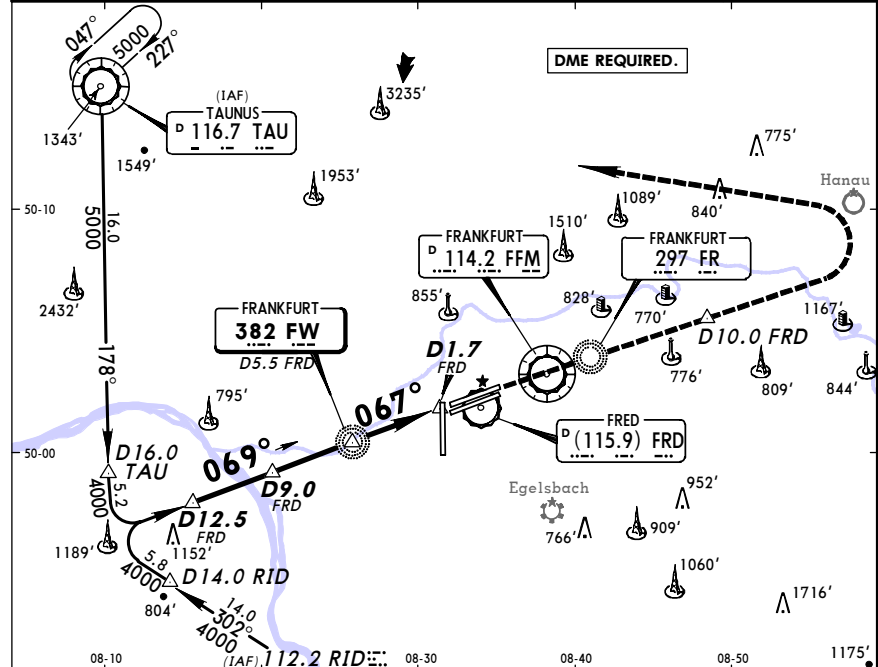 047°
5000
227°
(IAF)
TAUNUS
D 116.7 TAU
1343'
1549'
3235'
DME REQUIRED.
775'
1953'
Hanau
50-10
16.0
5000
1089'
840'
1510'
FRANKFURT
D 114.2 FFM
FRANKFURT
297 FR
2432'
855'
828'
770'
1167'
FRANKFURT
382 FW
D5.5 FRD
D10.0 FRD
D1.7
FRD
178°
795'
776'
809'
844'
067°
FRED
D (115.9) FRD
50-00
D16.0
TAU
069°
D9.0
FRD
5.2
4000
D12.5
FRD
Egelsbach
952'
766'
909'
1189'
1152'
5.8
4000
D14.0 RID
1060'
804'
14.0
302°
4000
1716'
(IAF) 112.2 RID
08-10
08-30
08-40
08-50
1175'